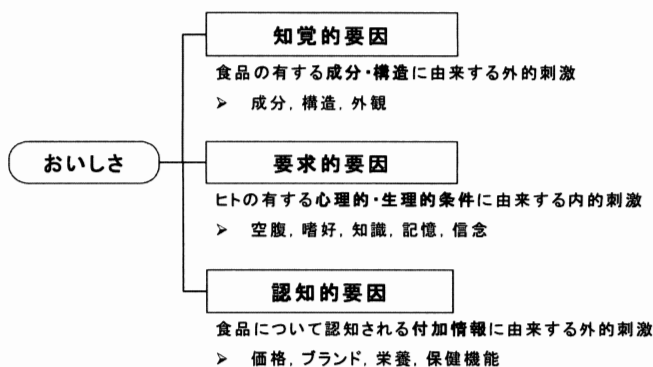 知覚的要因
食品の有する成分・構造に由来する外的刺激
➢ 成分, 構造, 外観
おいしさ
要求的要因
ヒトの有する心理的・生理的条件に由来する内的刺激
➢ 空腹, 嗜好, 知識, 記憶, 信念
認知的要因
食品について認知される付加情報に由来する外的刺激
➢ 価格, ブランド, 栄養, 保健機能